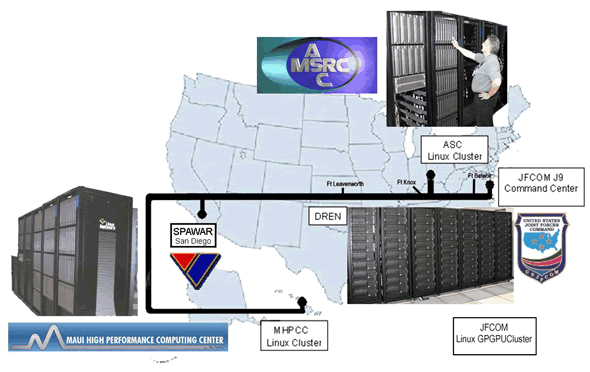 A
MSRC
C
ASC
Linux Cluster
JFCOM J9
Command Center
Ft Leavenworth
Ft Knox
Ft Belvoir
DREN
SPAWAR
San Diego
UNITED STATES
JOINT FORCES
COMMAND
MAUI HIGH PERFORMANCE COMPUTING CENTER
MHPCC
Linux Cluster
JFCOM
Linux GPGPUCluster